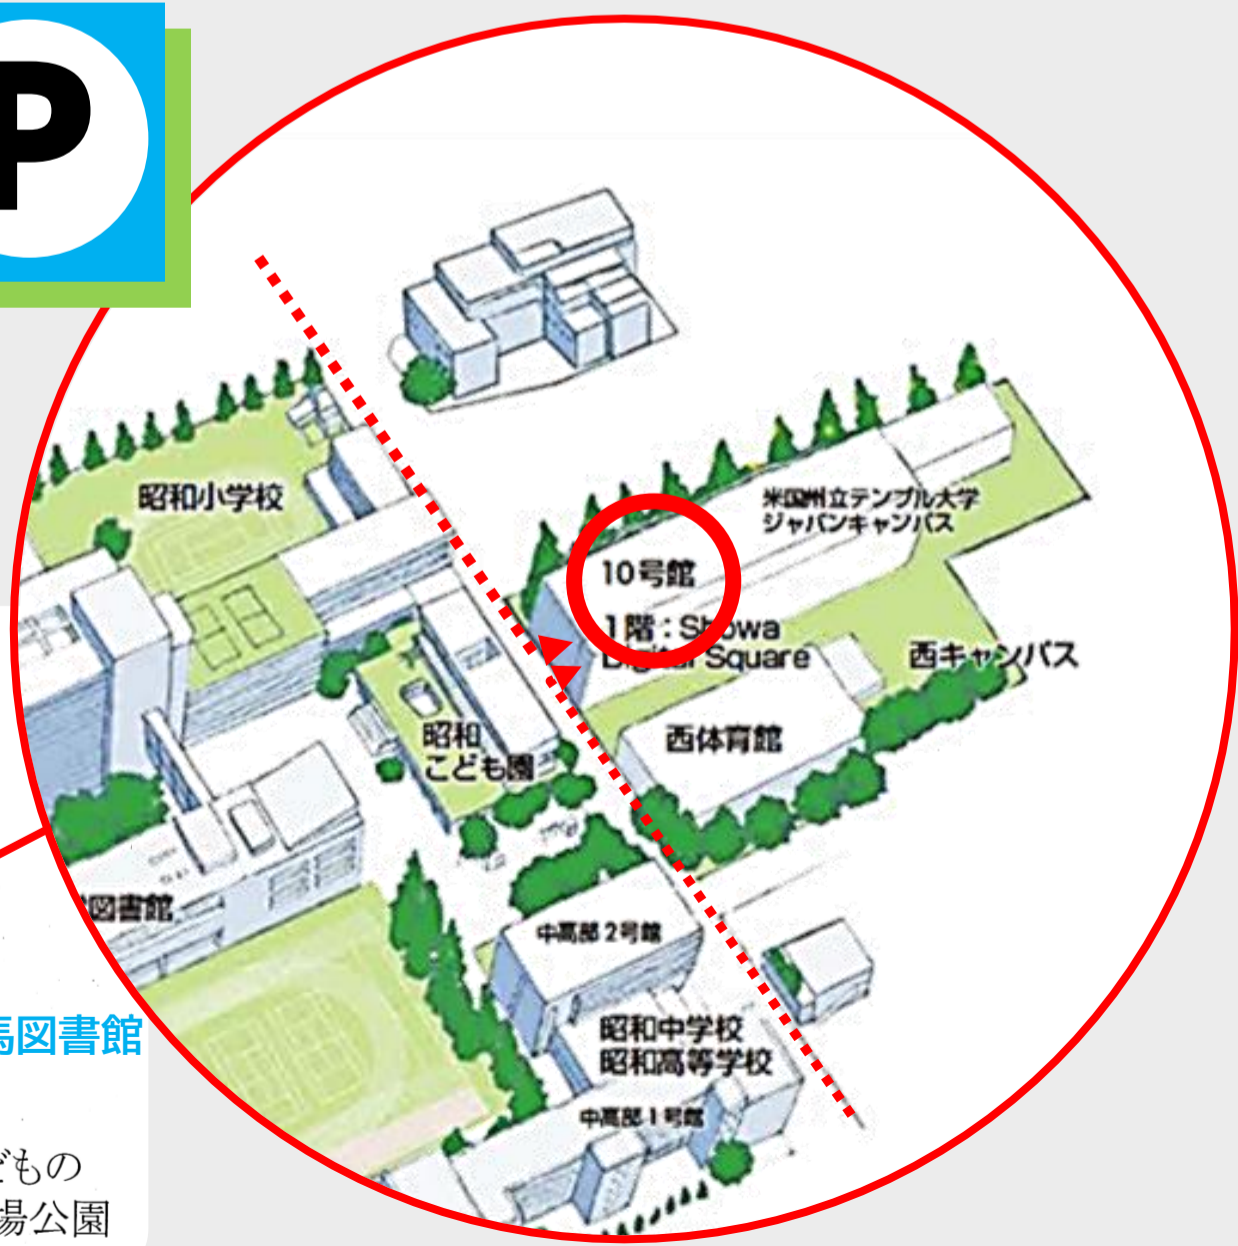 P
昭和小学校
米国州立テンプル大学
ジャパンキャンパス
10号館
1階：Showa
Digital Square
西キャンパス
西体育館
昭和
こども園
図書館
中高部2号館
図書館
昭和中学校
昭和高等学校
中高部1号館
どもの
場公園